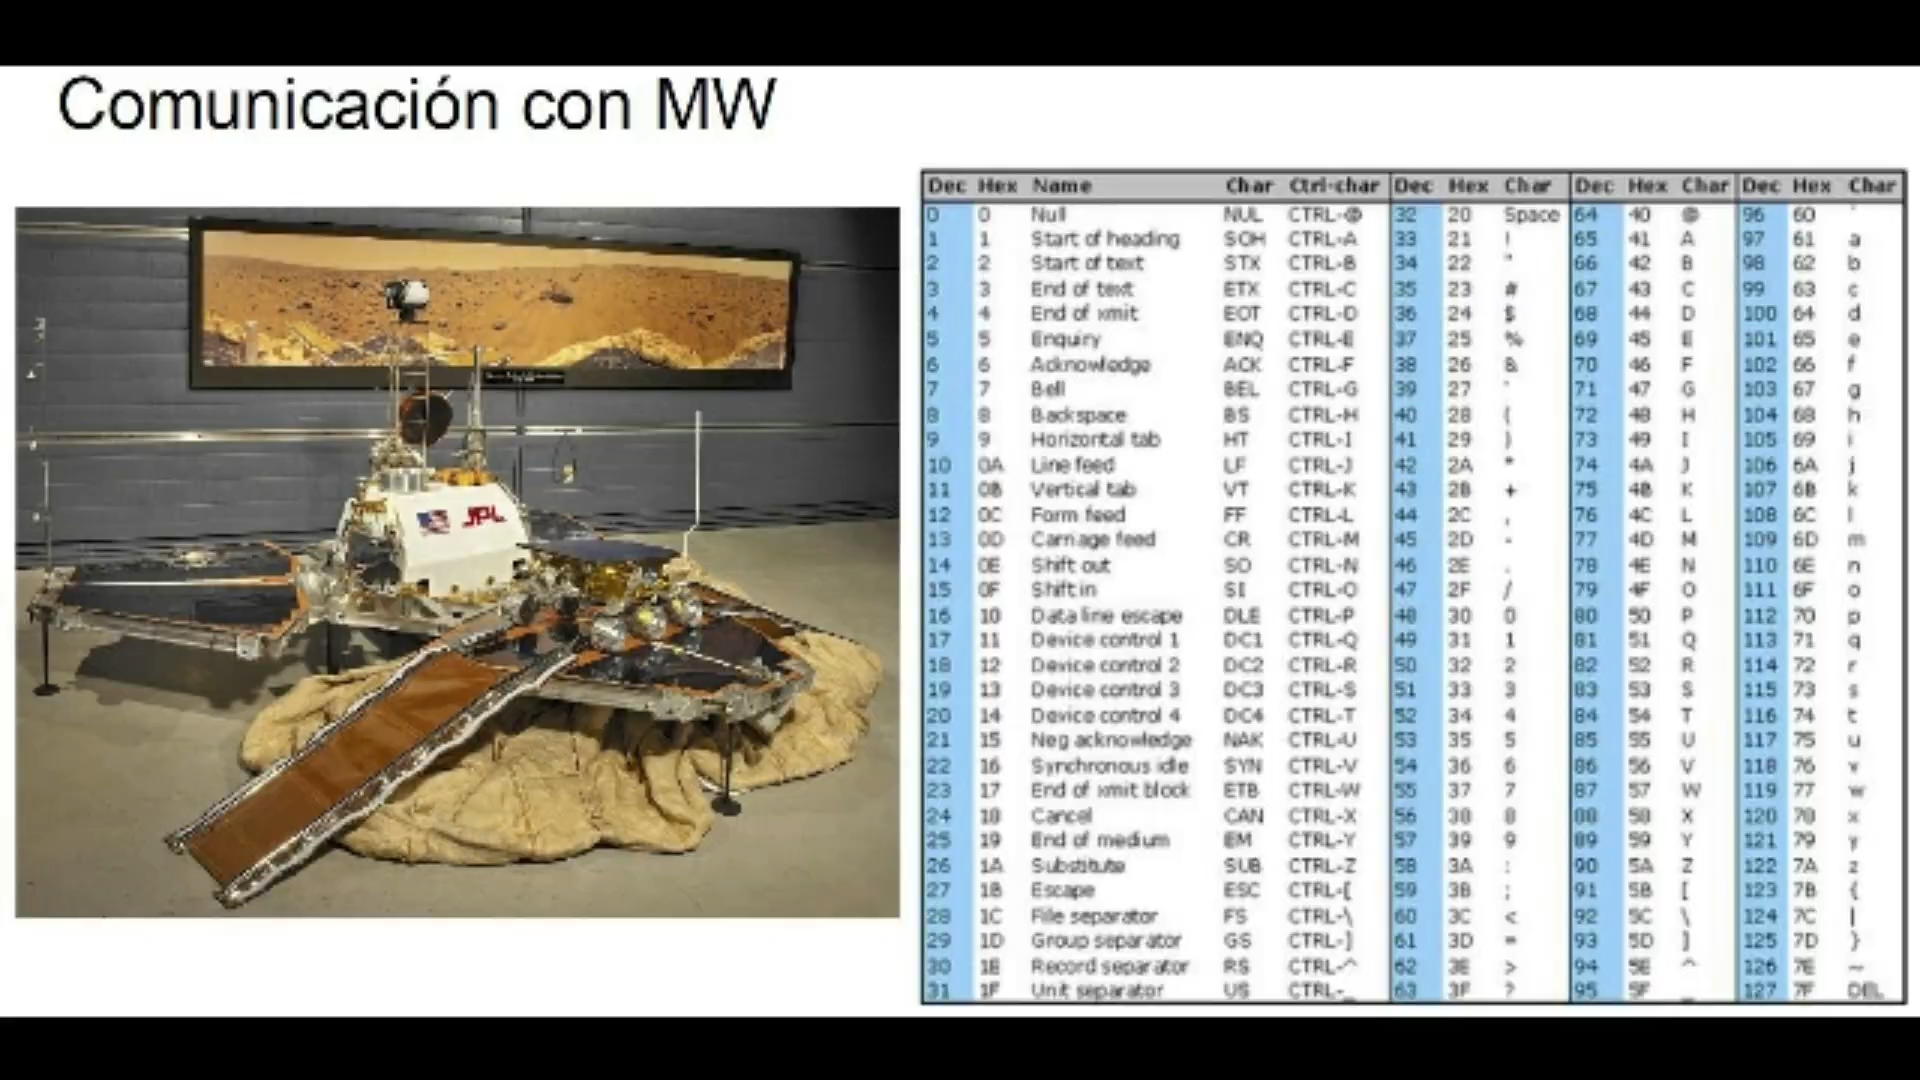 Comunicación con MW
JPL
Dec Hex Name Char Ctrl-char Dec Hex Char Dec Hex Char Dec Hex Char
0 0 Null NUL CTRL-@ 32 20 Space 64 40 @ 96 60 `
1 1 Start of heading SOH CTRL-A 33 21 ! 65 41 A 97 61 a
2 2 Start of text STX CTRL-B 34 22 " 66 42 B 98 62 b
3 3 End of text ETX CTRL-C 35 23 # 67 43 C 99 63 c
4 4 End of xmit EOT CTRL-D 36 24 $ 68 44 D 100 64 d
5 5 Enquiry ENQ CTRL-E 37 25 % 69 45 E 101 65 e
6 6 Acknowledge ACK CTRL-F 38 26 & 70 46 F 102 66 f
7 7 Bell BEL CTRL-G 39 27 ' 71 47 G 103 67 g
8 8 Backspace BS CTRL-H 40 28 ( 72 48 H 104 68 h
9 9 Horizontal tab HT CTRL-I 41 29 ) 73 49 I 105 69 i
10 0A Line feed LF CTRL-J 42 2A * 74 4A J 106 6A j
11 0B Vertical tab VT CTRL-K 43 2B + 75 4B K 107 6B k
12 0C Form feed FF CTRL-L 44 2C , 76 4C L 108 6C l
13 0D Carriage feed CR CTRL-M 45 2D - 77 4D M 109 6D m
14 0E Shift out SO CTRL-N 46 2E . 78 4E N 110 6E n
15 0F Shift in SI CTRL-O 47 2F / 79 4F O 111 6F o
16 10 Data line escape DLE CTRL-P 48 30 0 80 50 P 112 70 p
17 11 Device control 1 DC1 CTRL-Q 49 31 1 81 51 Q 113 71 q
18 12 Device control 2 DC2 CTRL-R 50 32 2 82 52 R 114 72 r
19 13 Device control 3 DC3 CTRL-S 51 33 3 83 53 S 115 73 s
20 14 Device control 4 DC4 CTRL-T 52 34 4 84 54 T 116 74 t
21 15 Neg acknowledge NAK CTRL-U 53 35 5 85 55 U 117 75 u
22 16 Synchronous idle SYN CTRL-V 54 36 6 86 56 V 118 76 v
23 17 End of xmit block ETB CTRL-W 55 37 7 87 57 W 119 77 w
24 18 Cancel CAN CTRL-X 56 38 8 88 58 X 120 78 x
25 19 End of medium EM CTRL-Y 57 39 9 89 59 Y 121 79 y
26 1A Substitute SUB CTRL-Z 58 3A : 90 5A Z 122 7A z
27 1B Escape ESC CTRL-[ 59 3B ; 91 5B [ 123 7B {
28 1C File separator FS CTRL-\ 60 3C < 92 5C \ 124 7C |
29 1D Group separator GS CTRL-] 61 3D = 93 5D ] 125 7D }
30 1E Record separator RS CTRL-^ 62 3E > 94 5E ^ 126 7E ~
31 1F Unit separator US CTRL-_ 63 3F ? 95 5F _ 127 7F DEL